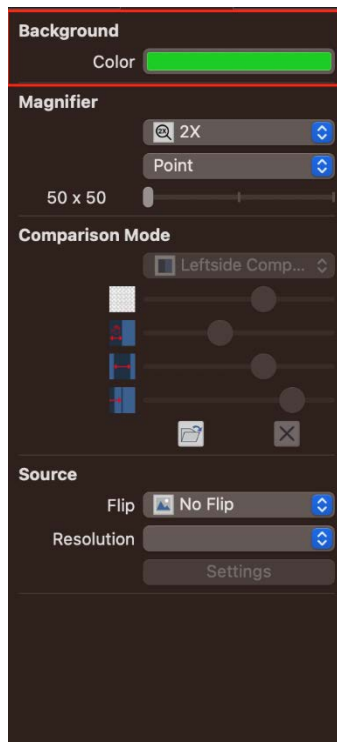 Background
Color
Magnifier
2X
Point
50 x 50
Comparison Mode
Leftside Comp...
Source
Flip No Flip
Resolution
Settings